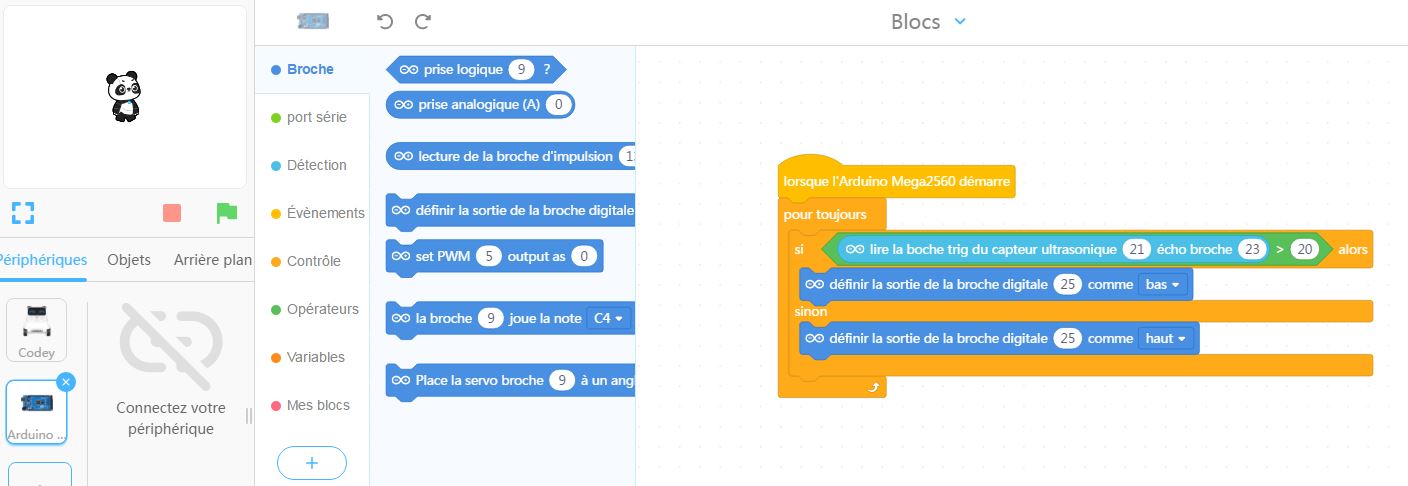 Blocs
Broche
port série
Détection
Évènements
Contrôle
Opérateurs
Variables
Mes blocs
+
prise logique 9 ?
prise analogique (A) 0
lecture de la broche d'impulsion
définir la sortie de la broche digitale
set PWM 5 output as 0
la broche 9 joue la note C4
Place la servo broche 9 à un angl
lorsque l'Arduino Mega2560 démarre
pour toujours
si lire la boche trig du capteur ultrasonique 21 écho broche 23 > 20 alors
définir la sortie de la broche digitale 25 comme bas
sinon
définir la sortie de la broche digitale 25 comme haut
Périphériques
Objets
Arrière plan
Codey
Arduino ...
Connectez votre
périphérique